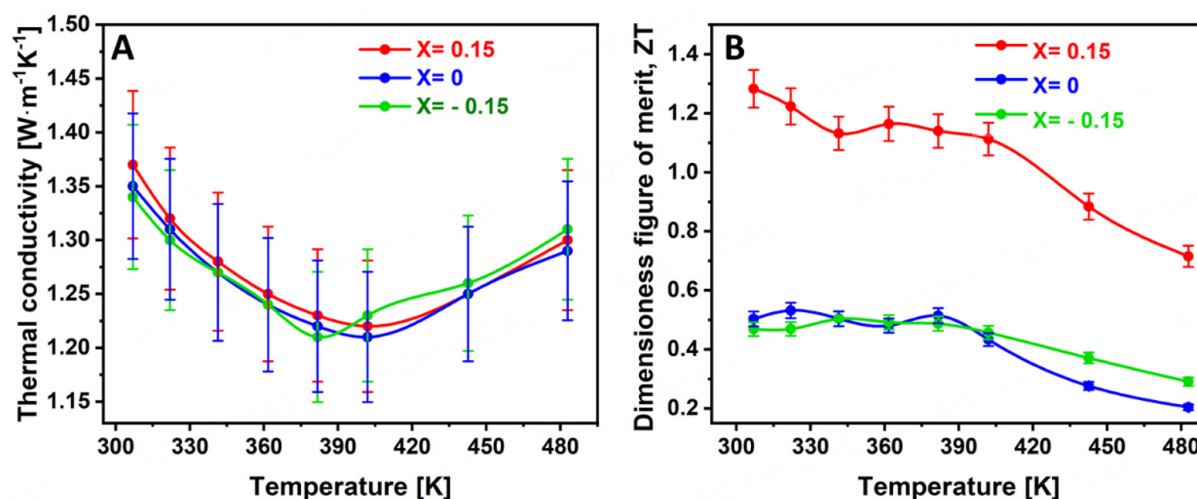 A
X= 0.15
X= 0
X= - 0.15
Thermal conductivity [W·m⁻¹K⁻¹]
1.50
1.45
1.40
1.35
1.30
1.25
1.20
1.15
300 330 360 390 420 450 480
Temperature [K]
B
X= 0.15
X= 0
X= - 0.15
Dimensioness figure of merit, ZT
1.4
1.2
1.0
0.8
0.6
0.4
0.2
300 330 360 390 420 450 480
Temperature [K]